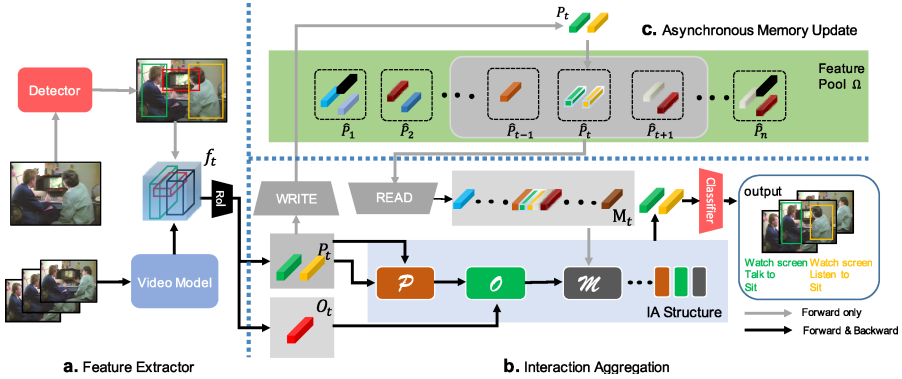 P_t
c. Asynchronous Memory Update
Feature
Pool Ω
Detector
P̂_1
P̂_2
P̂_{t−1}
P̂_t
P̂_{t+1}
P̂_n
f_t
RoI
WRITE
READ
M_t
Classifier
output
Watch screen
Talk to
Sit
Watch screen
Listen to
Sit
Video Model
P_t
P
O
M
IA Structure
O_t
Forward only
Forward & Backward
a. Feature Extractor
b. Interaction Aggregation